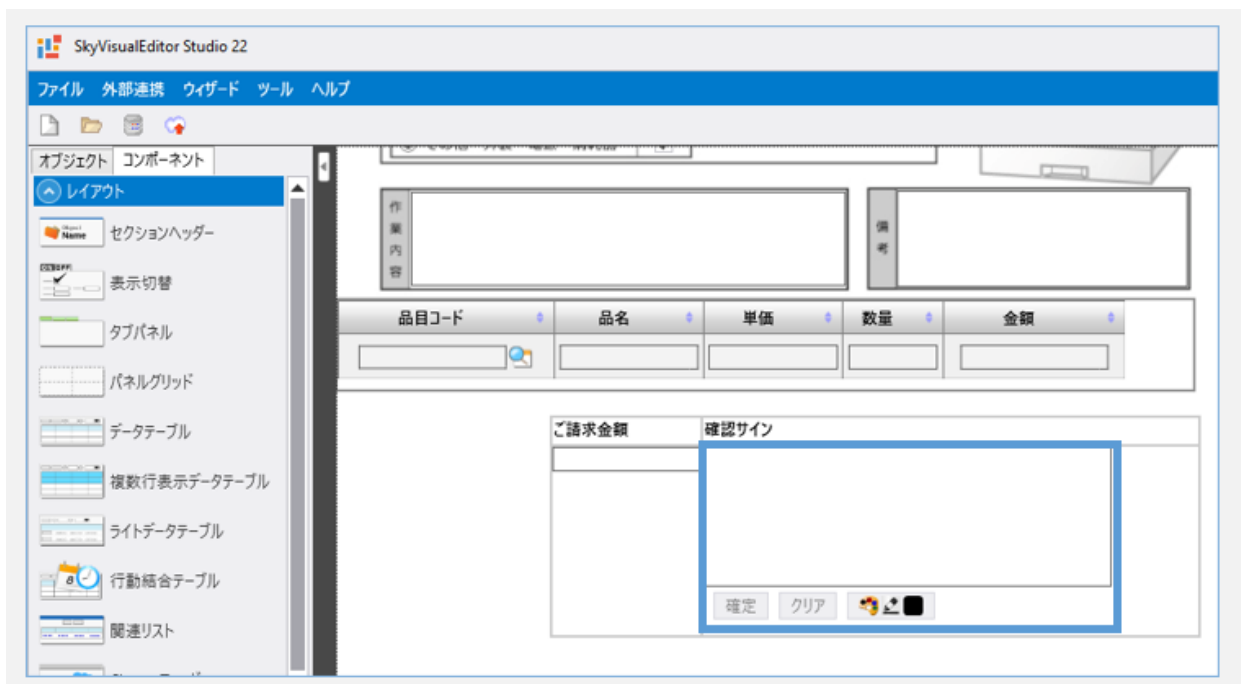 SkyVisualEditor Studio 22
ファイル 外部連携 ウィザード ツール ヘルプ
オブジェクト コンポーネント
レイアウト
Object Name
セクションヘッダー
ON OFF
表示切替
タブパネル
パネルグリッド
データテーブル
複数行表示データテーブル
ライトデータテーブル
8
行動結合テーブル
関連リスト
作業内容
備考
品目コード 品名 単価 数量 金額
ご請求金額 確認サイン
確定 クリア